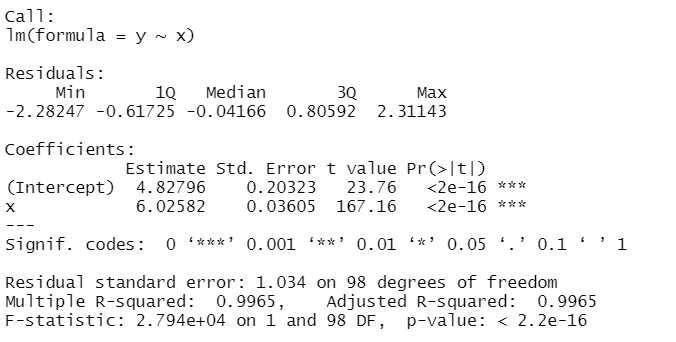 Call:
lm(formula = y ~ x)
Residuals:
Min 1Q Median 3Q Max
-2.28247 -0.61725 -0.04166 0.80592 2.31143
Coefficients:
Estimate Std. Error t value Pr(>|t|)
(Intercept) 4.82796 0.20323 23.76 <2e-16 ***
x 6.02582 0.03605 167.16 <2e-16 ***
---
Signif. codes: 0 ‘***’ 0.001 ‘**’ 0.01 ‘*’ 0.05 ‘.’ 0.1 ‘ ’ 1
Residual standard error: 1.034 on 98 degrees of freedom
Multiple R-squared: 0.9965, Adjusted R-squared: 0.9965
F-statistic: 2.794e+04 on 1 and 98 DF, p-value: < 2.2e-16